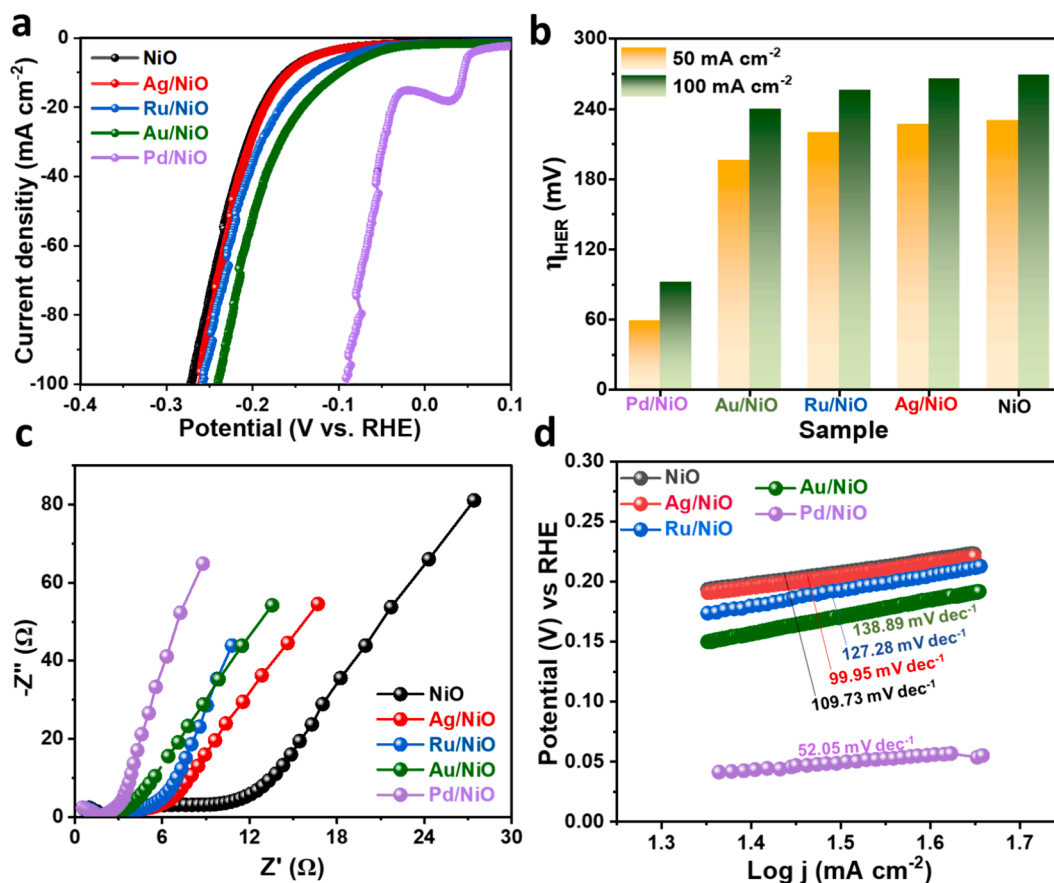 a
NiO
Ag/NiO
Ru/NiO
Au/NiO
Pd/NiO
Current densitiy (mA cm⁻²)
0
-20
-40
-60
-80
-100
-0.4
-0.3
-0.2
-0.1
0.0
0.1
Potential (V vs. RHE)
b
50 mA cm⁻²
100 mA cm⁻²
ηHER (mV)
300
240
180
120
60
0
Pd/NiO
Au/NiO
Ru/NiO
Ag/NiO
NiO
Sample
c
-Z'' (Ω)
80
60
40
20
0
NiO
Ag/NiO
Ru/NiO
Au/NiO
Pd/NiO
0
6
12
18
24
30
Z' (Ω)
d
Potential (V) vs RHE
0.30
0.25
0.20
0.15
0.10
0.05
0.00
NiO
Ag/NiO
Ru/NiO
Au/NiO
Pd/NiO
138.89 mV dec⁻¹
127.28 mV dec⁻¹
99.95 mV dec⁻¹
109.73 mV dec⁻¹
52.05 mV dec⁻¹
1.3
1.4
1.5
1.6
1.7
Log j (mA cm⁻²)